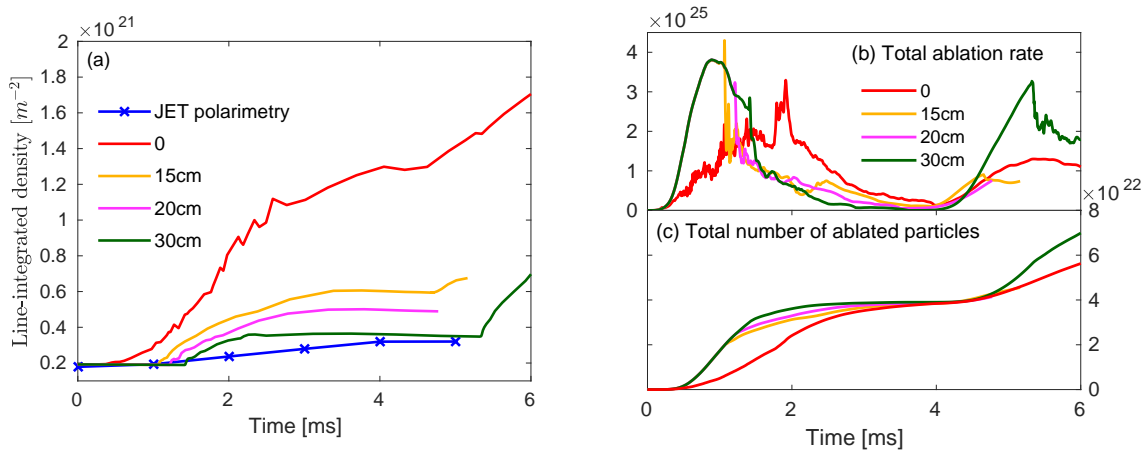 ×10^21
2
(a)
1.8
1.6
JET polarimetry
1.4
0
15cm
1.2
20cm
1
30cm
0.8
0.6
0.4
0.2
Line-integrated density [m^−2]
0 2 4 6
Time [ms]
×10^25
(b) Total ablation rate
4
0
3
15cm
2
20cm
1
30cm
0
×10^22
8
(c) Total number of ablated particles
6
4
2
0
0 2 4 6
Time [ms]